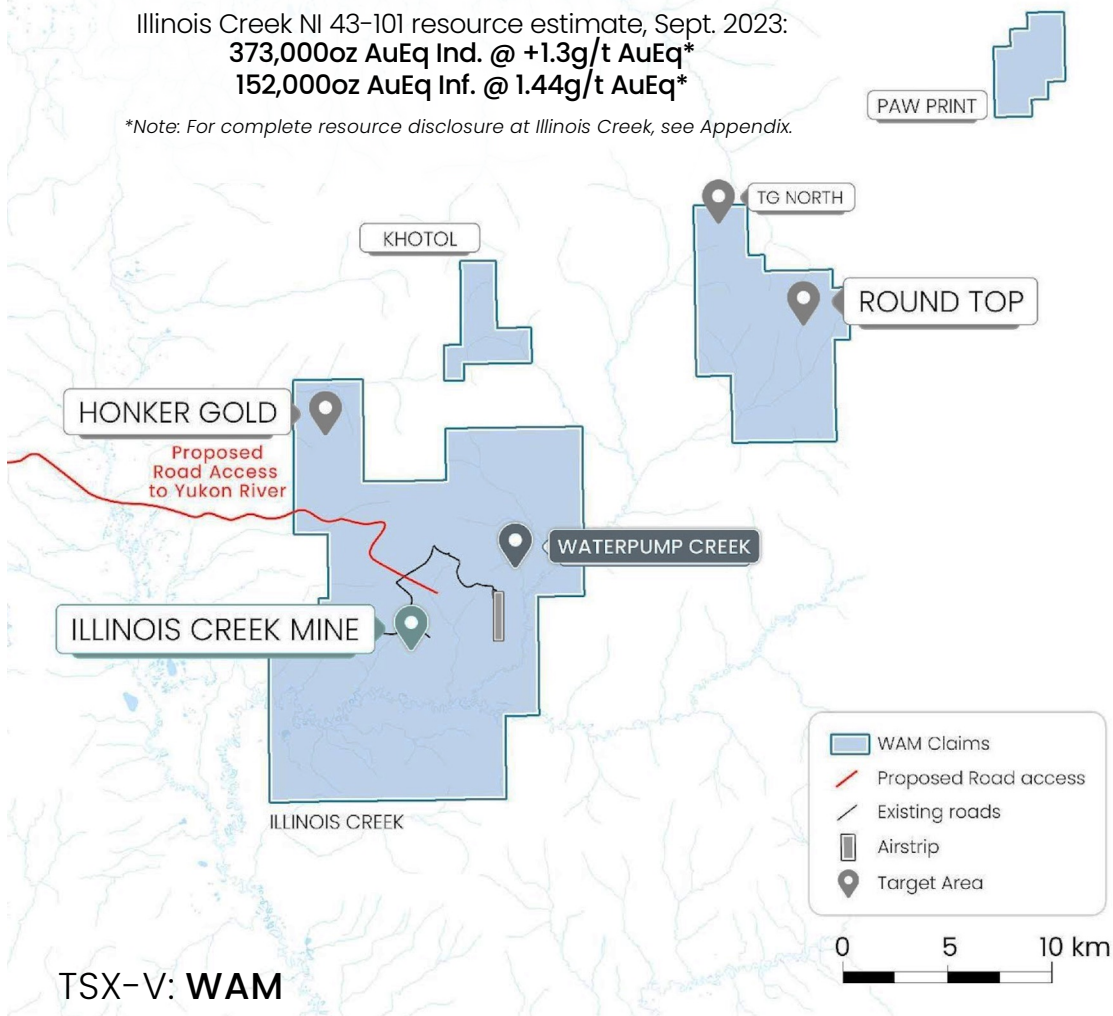 Illinois Creek NI 43-101 resource estimate, Sept. 2023:
373,000oz AuEq Ind. @ +1.3g/t AuEq*
152,000oz AuEq Inf. @ 1.44g/t AuEq*
*Note: For complete resource disclosure at Illinois Creek, see Appendix.
PAW PRINT
TG NORTH
KHOTOL
ROUND TOP
HONKER GOLD
Proposed
Road Access
to Yukon River
WATERPUMP CREEK
ILLINOIS CREEK MINE
ILLINOIS CREEK
WAM Claims
Proposed Road access
Existing roads
Airstrip
Target Area
0 5 10 km
TSX-V: WAM